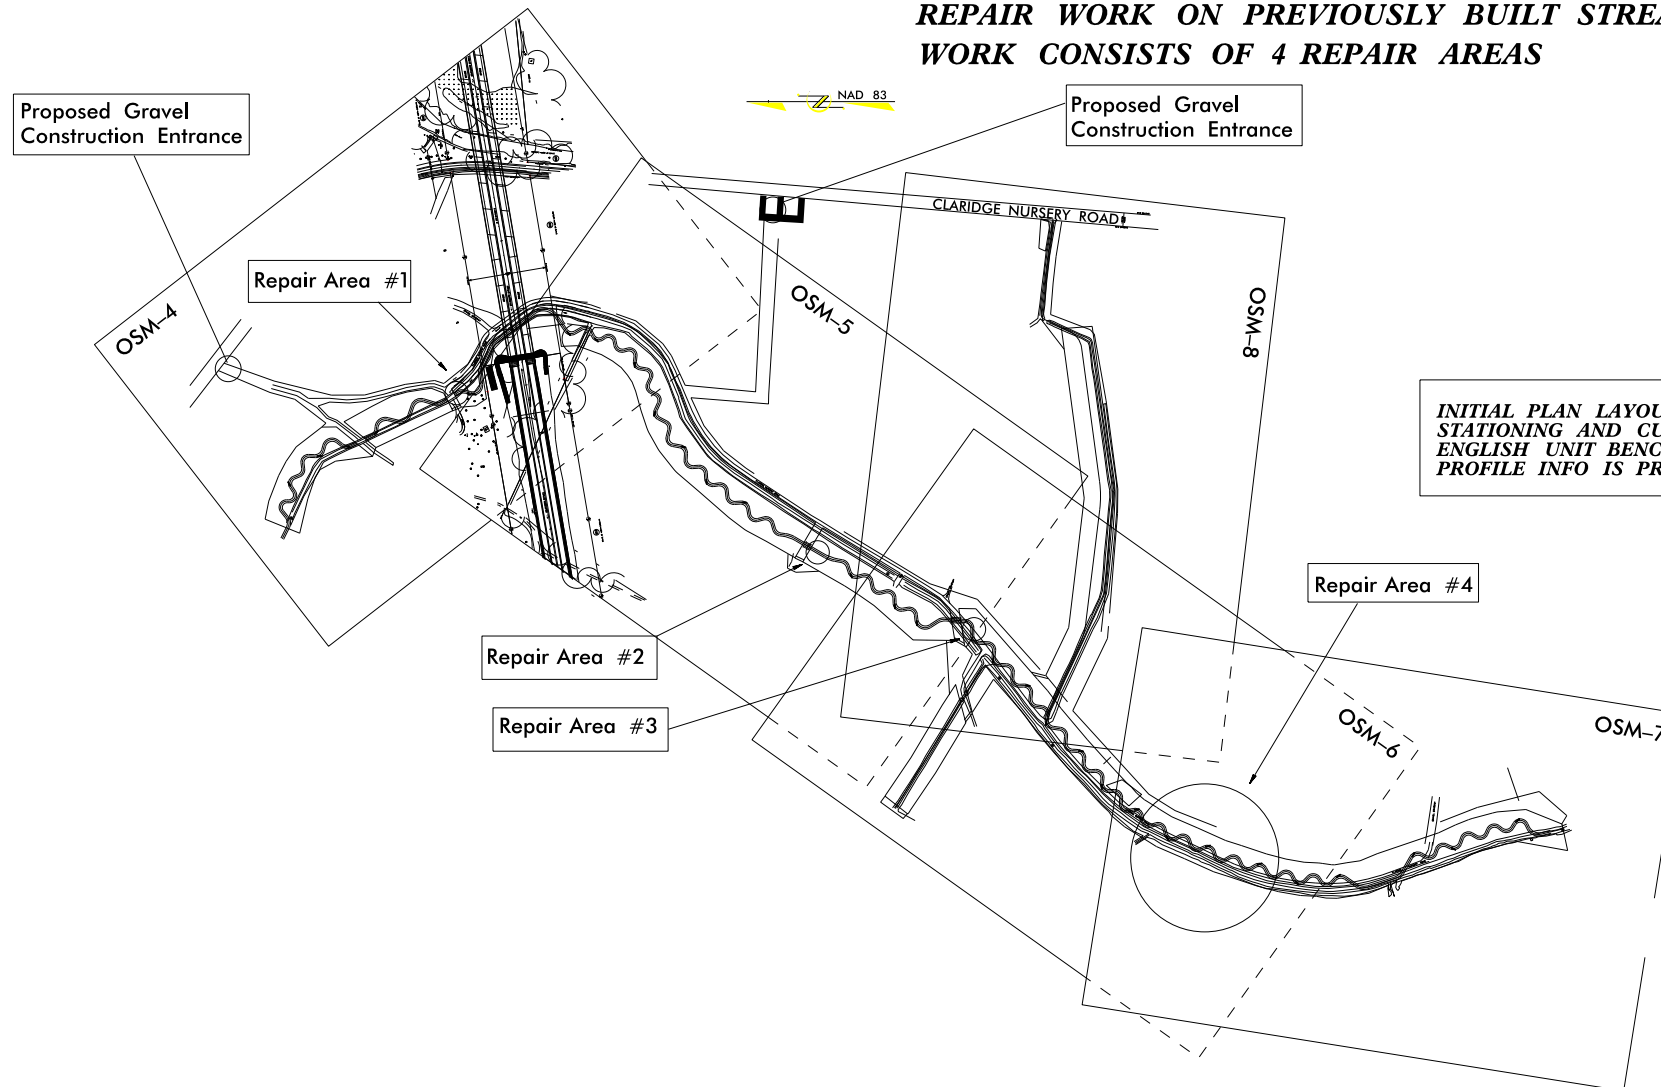 REPAIR WORK ON PREVIOUSLY BUILT STREA
WORK CONSISTS OF 4 REPAIR AREAS
NAD 83
Proposed Gravel
Construction Entrance
Proposed Gravel
Construction Entrance
CLARIDGE NURSERY ROAD
Repair Area #1
OSM-4
OSM-5
OSM-8
INITIAL PLAN LAYOU
STATIONING AND CU
ENGLISH UNIT BENC
PROFILE INFO IS PR
Repair Area #4
Repair Area #2
Repair Area #3
OSM-6
OSM-7